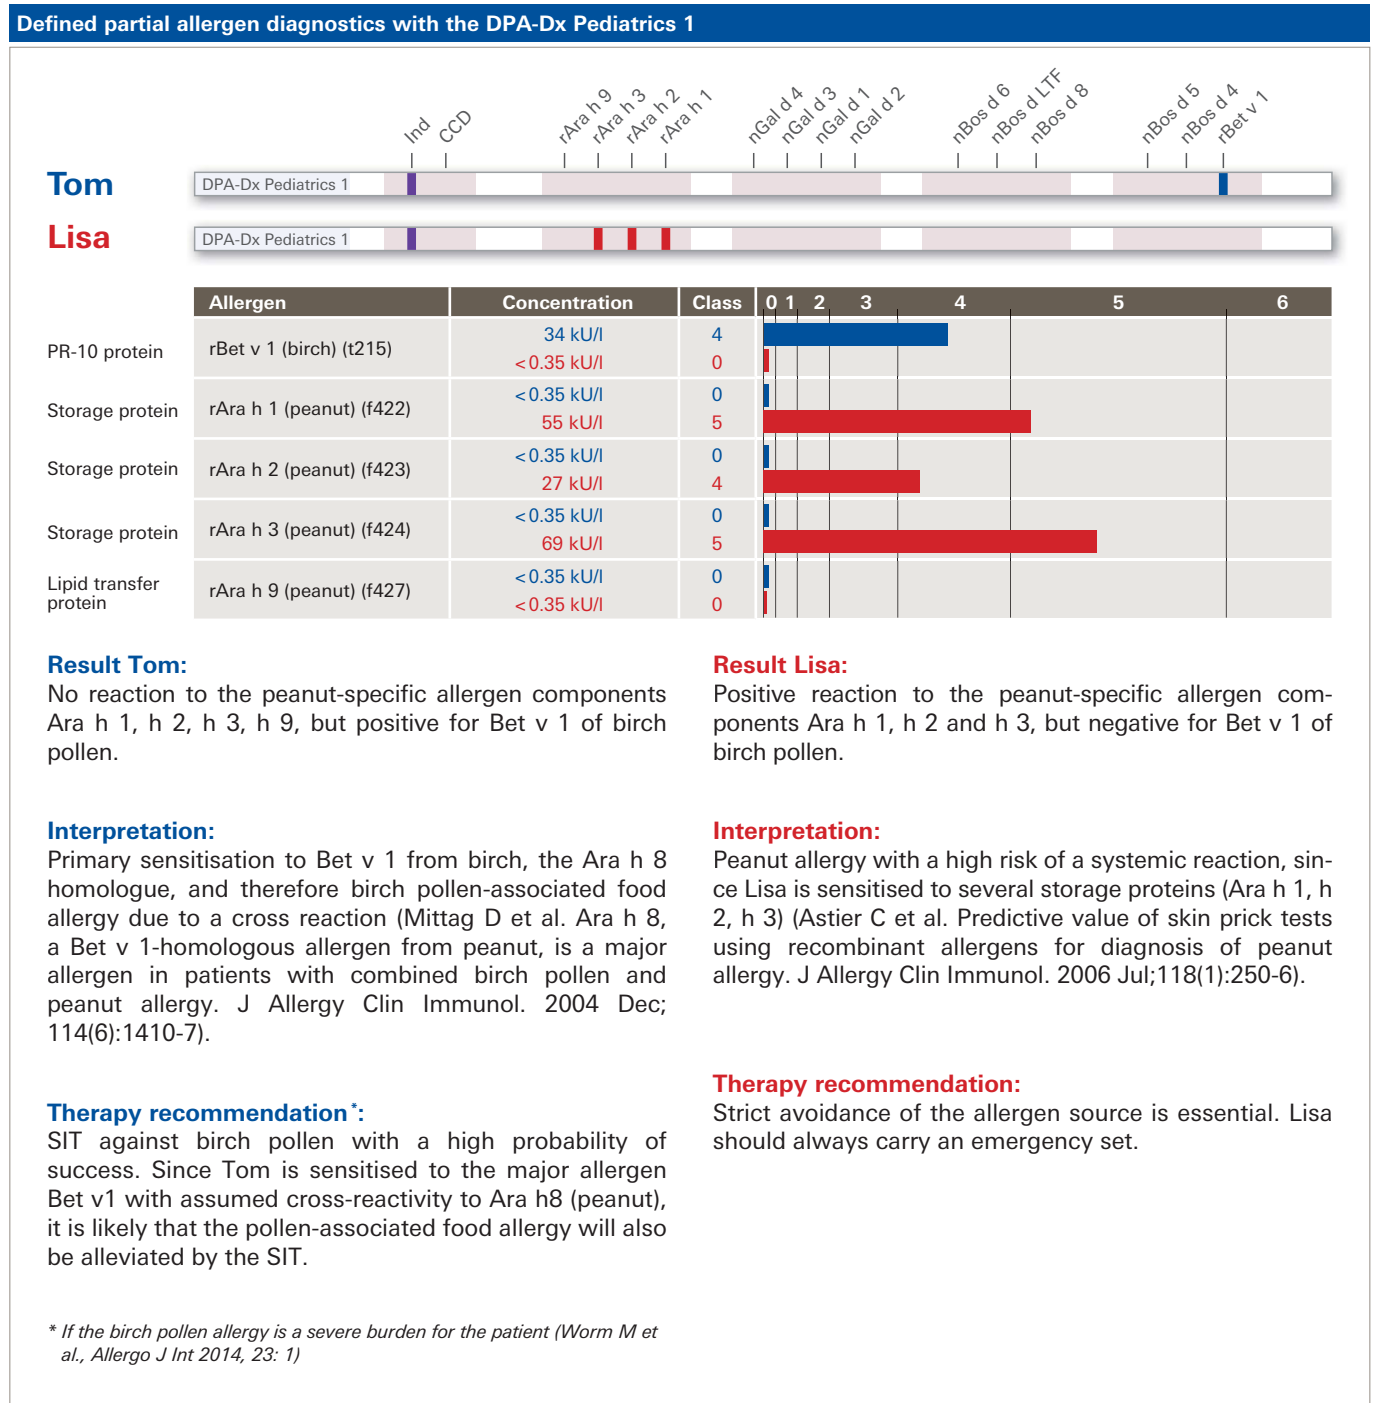 Defined partial allergen diagnostics with the DPA-Dx Pediatrics 1
Ind
CCD
rAra h 9
rAra h 3
rAra h 2
rAra h 1
nGal d 4
nGal d 3
nGal d 1
nGal d 2
nBos d 6
nBos d LTF
nBos d 8
nBos d 5
nBos d 4
rBet v 1
Tom
DPA-Dx Pediatrics 1
Lisa
DPA-Dx Pediatrics 1
Allergen Concentration Class 0 1 2 3 4 5 6
PR-10 protein
rBet v 1 (birch) (t215)
34 kU/l 4
< 0.35 kU/l 0
Storage protein
rAra h 1 (peanut) (f422)
< 0.35 kU/l 0
55 kU/l 5
Storage protein
rAra h 2 (peanut) (f423)
< 0.35 kU/l 0
27 kU/l 4
Storage protein
rAra h 3 (peanut) (f424)
< 0.35 kU/l 0
69 kU/l 5
Lipid transfer
protein
rAra h 9 (peanut) (f427)
< 0.35 kU/l 0
< 0.35 kU/l 0
Result Tom:
No reaction to the peanut-specific allergen components
Ara h 1, h 2, h 3, h 9, but positive for Bet v 1 of birch
pollen.
Interpretation:
Primary sensitisation to Bet v 1 from birch, the Ara h 8
homologue, and therefore birch pollen-associated food
allergy due to a cross reaction (Mittag D et al. Ara h 8,
a Bet v 1-homologous allergen from peanut, is a major
allergen in patients with combined birch pollen and
peanut allergy. J Allergy Clin Immunol. 2004 Dec;
114(6):1410-7).
Therapy recommendation*:
SIT against birch pollen with a high probability of
success. Since Tom is sensitised to the major allergen
Bet v1 with assumed cross-reactivity to Ara h8 (peanut),
it is likely that the pollen-associated food allergy will also
be alleviated by the SIT.
* If the birch pollen allergy is a severe burden for the patient (Worm M et
al., Allergo J Int 2014, 23: 1)
Result Lisa:
Positive reaction to the peanut-specific allergen com-
ponents Ara h 1, h 2 and h 3, but negative for Bet v 1 of
birch pollen.
Interpretation:
Peanut allergy with a high risk of a systemic reaction, sin-
ce Lisa is sensitised to several storage proteins (Ara h 1, h
2, h 3) (Astier C et al. Predictive value of skin prick tests
using recombinant allergens for diagnosis of peanut
allergy. J Allergy Clin Immunol. 2006 Jul;118(1):250-6).
Therapy recommendation:
Strict avoidance of the allergen source is essential. Lisa
should always carry an emergency set.